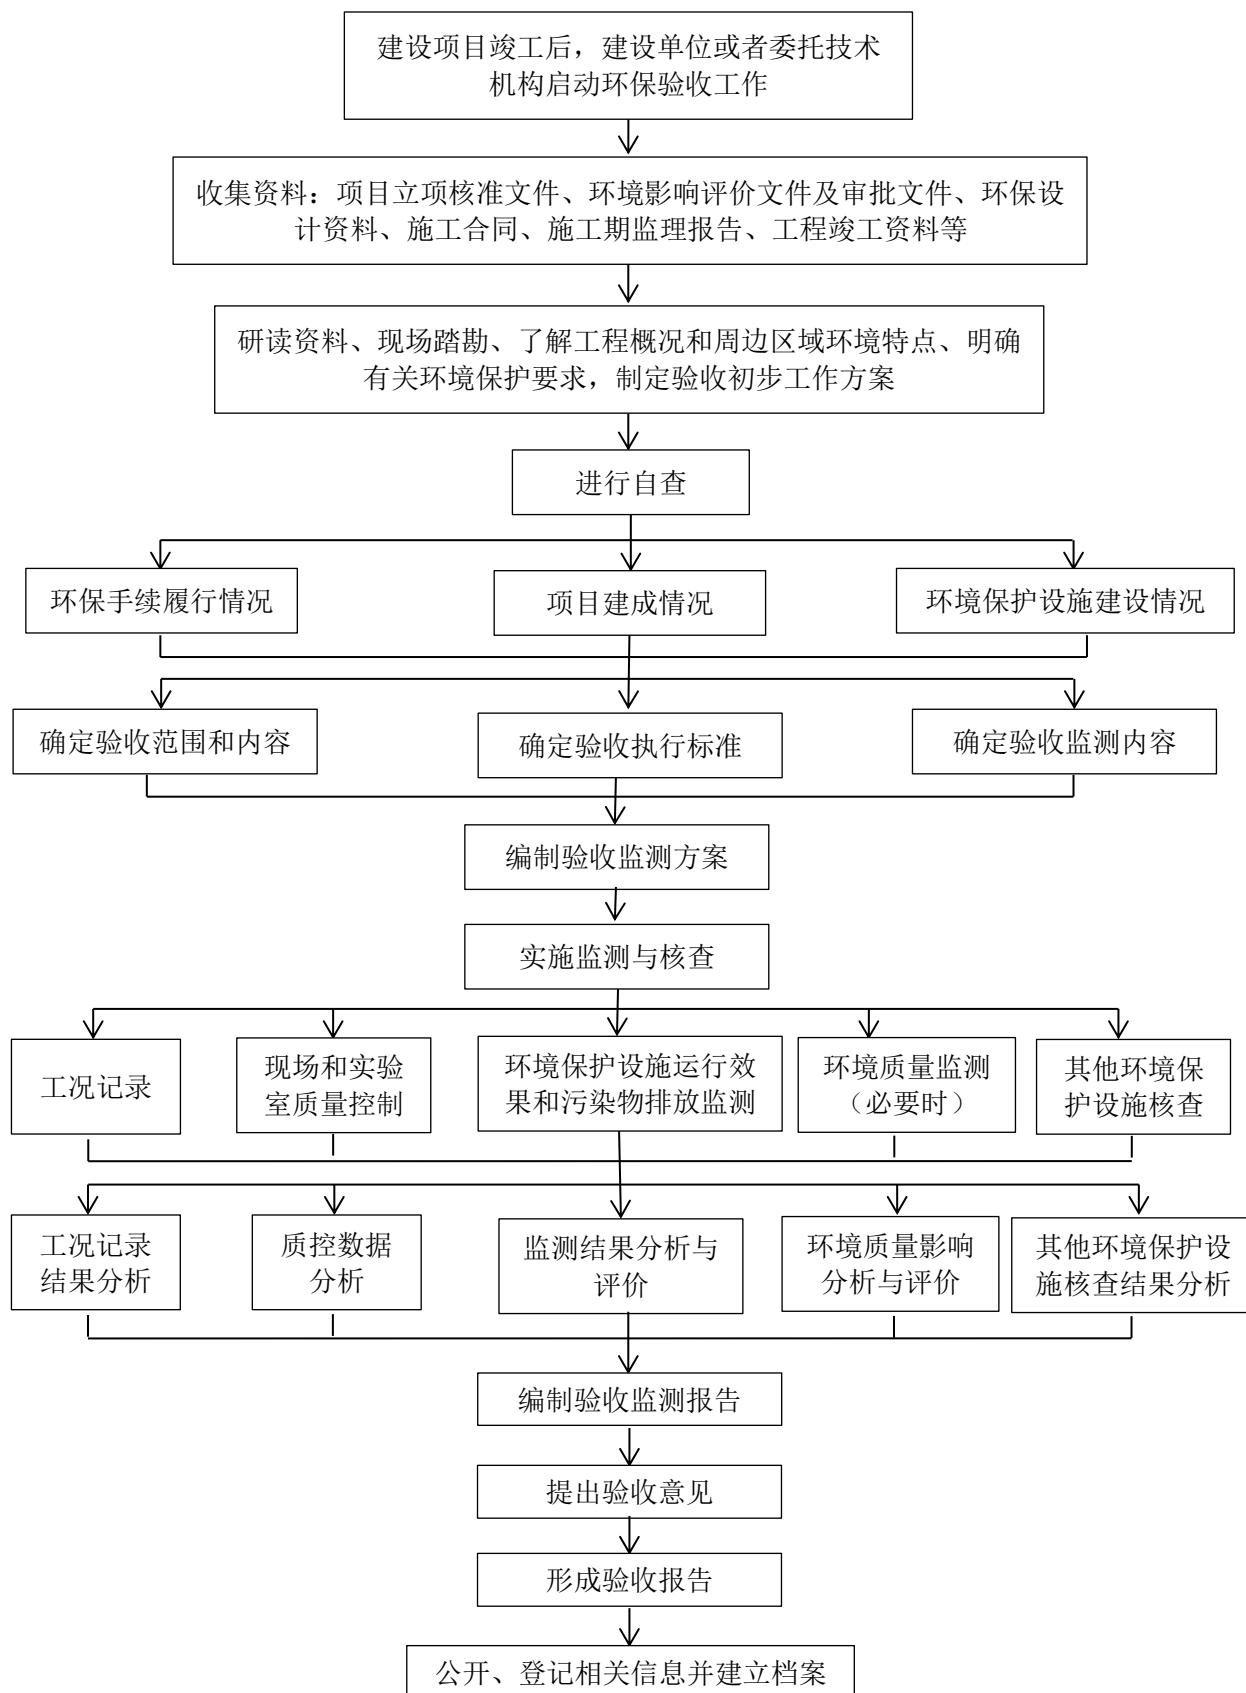 建设项目竣工后，建设单位或者委托技术
机构启动环保验收工作
收集资料：项目立项核准文件、环境影响评价文件及审批文件、环保设
计资料、施工合同、施工期监理报告、工程竣工资料等
研读资料、现场踏勘、了解工程概况和周边区域环境特点、明确
有关环境保护要求，制定验收初步工作方案
进行自查
环保手续履行情况
项目建成情况
环境保护设施建设情况
确定验收范围和内容
确定验收执行标准
确定验收监测内容
编制验收监测方案
实施监测与核查
工况记录
现场和实验
室质量控制
环境保护设施运行效
果和污染物排放监测
环境质量监测
（必要时）
其他环境保
护设施核查
工况记录
结果分析
质控数据
分析
监测结果分析与
评价
环境质量影响
分析与评价
其他环境保护设
施核查结果分析
编制验收监测报告
提出验收意见
形成验收报告
公开、登记相关信息并建立档案